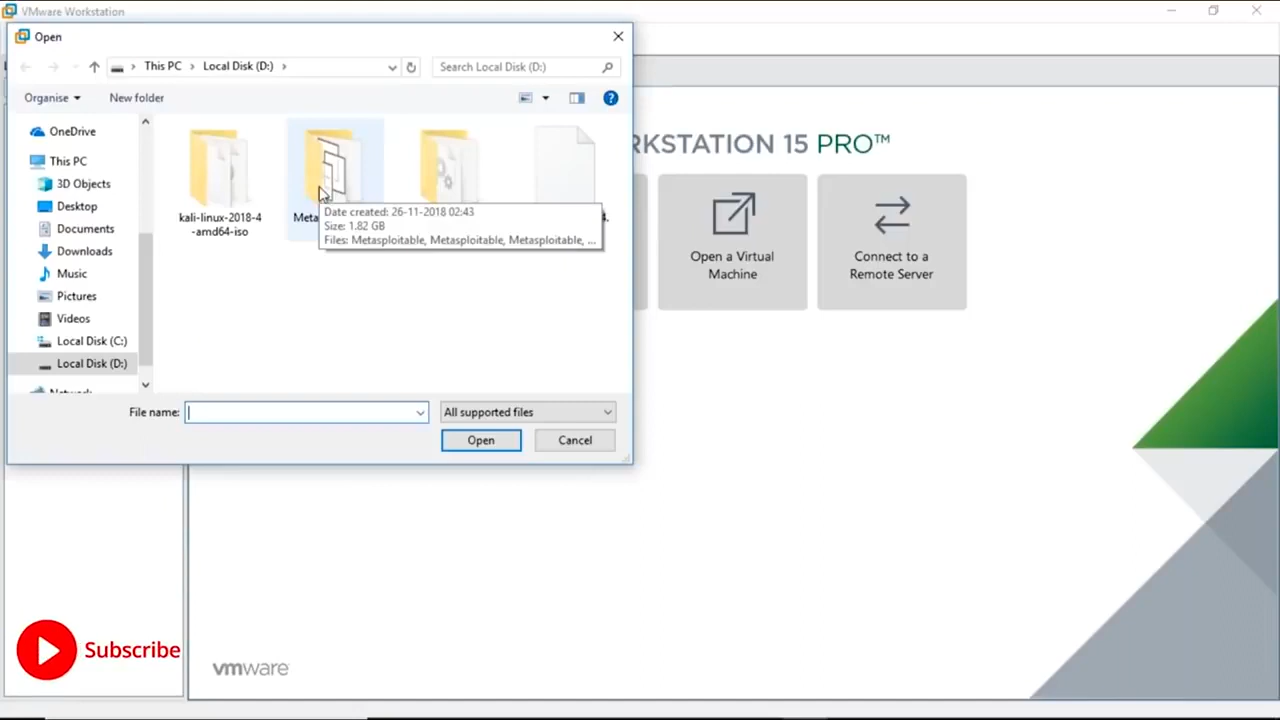 VMware Workstation
Open
This PC
Local Disk (D:)
Search Local Disk (D:)
Organise
New folder
OneDrive
This PC
3D Objects
Desktop
Documents
Downloads
Music
Pictures
Videos
Local Disk (C:)
Local Disk (D:)
kali-linux-2018-4
-amd64-iso
Date created: 26-11-2018 02:43
Size: 1.82 GB
Files: Metasploitable, Metasploitable, Metasploitable, ...
File name:
All supported files
Open
Cancel
RKSTATION 15 PRO™
Open a Virtual
Machine
Connect to a
Remote Server
Subscribe
vmware